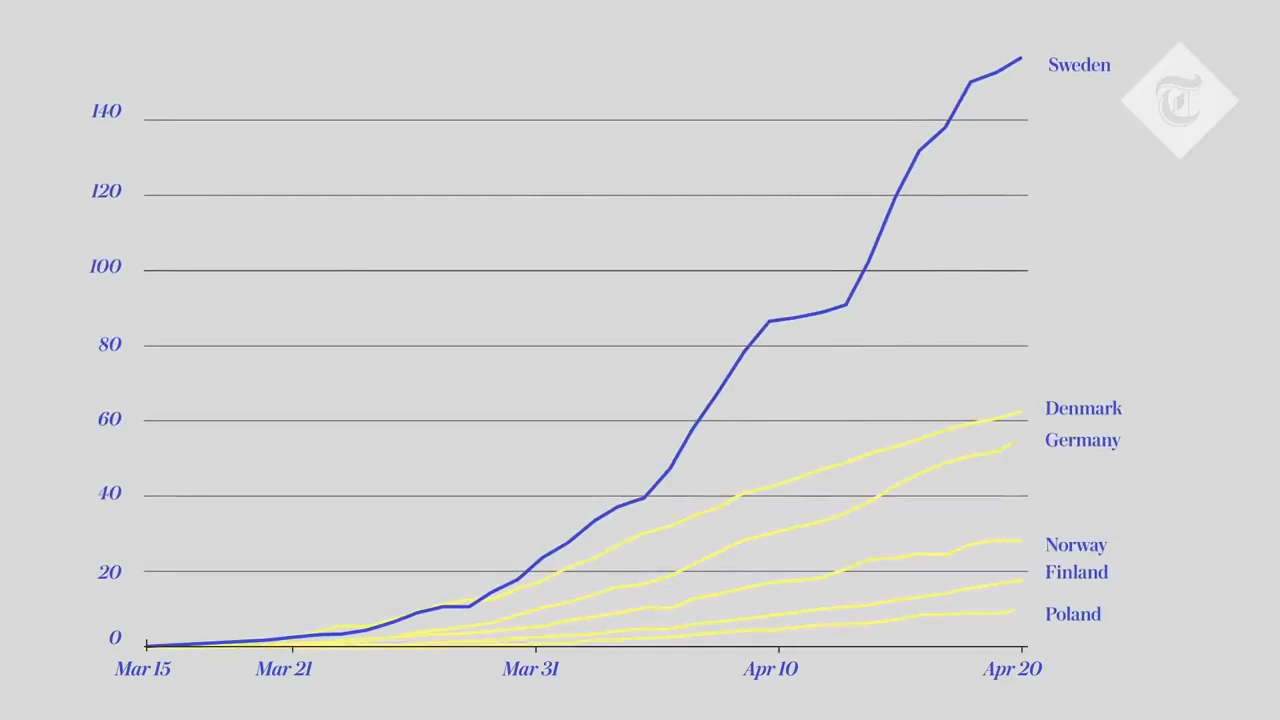 Sweden
140
120
100
80
60
40
20
0
Denmark
Germany
Norway
Finland
Poland
Mar 15
Mar 21
Mar 31
Apr 10
Apr 20
T